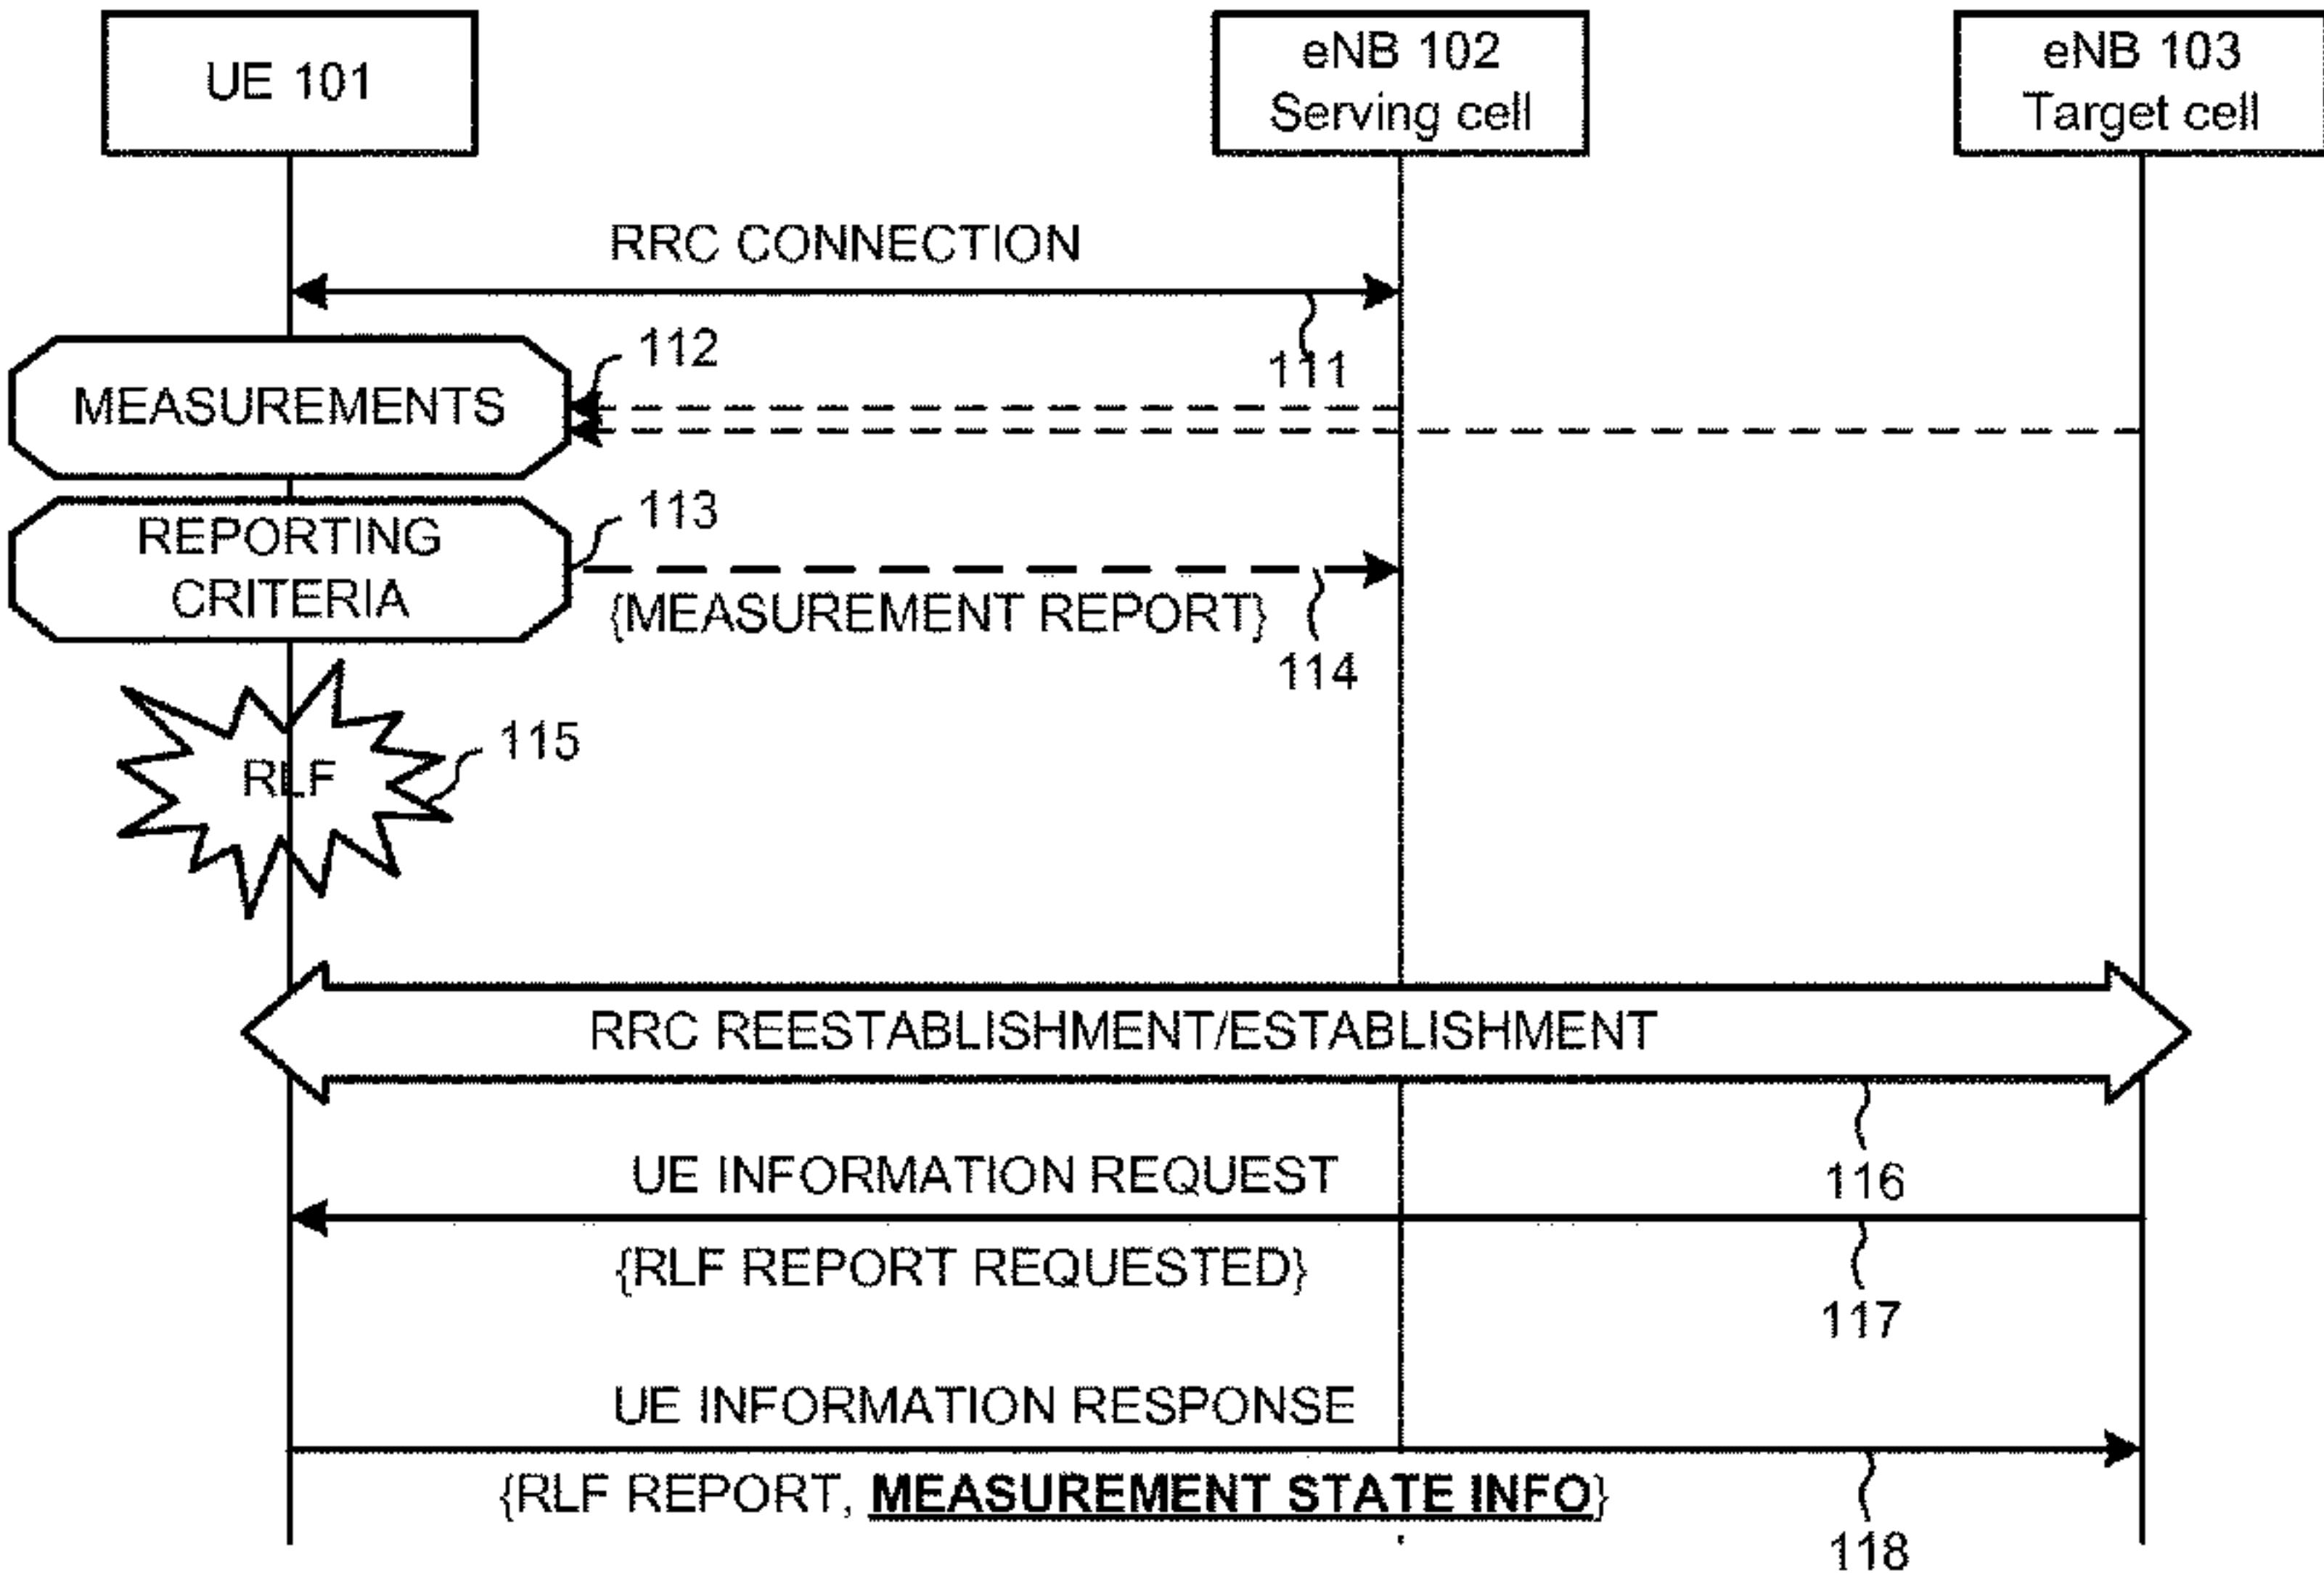 UE 101
eNB 102
Serving cell
eNB 103
Target cell
RRC CONNECTION
111
112
MEASUREMENTS
113
REPORTING
CRITERIA
{MEASUREMENT REPORT}
114
RLF
115
RRC REESTABLISHMENT/ESTABLISHMENT
116
UE INFORMATION REQUEST
{RLF REPORT REQUESTED}
117
UE INFORMATION RESPONSE
{RLF REPORT, MEASUREMENT STATE INFO}
118